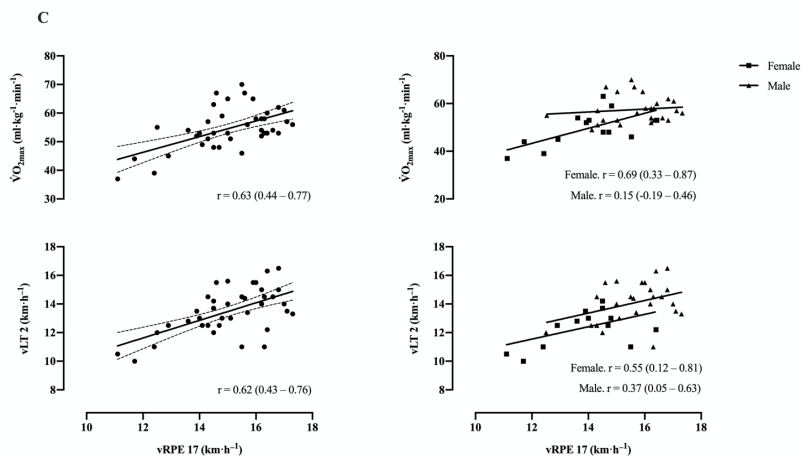 C
V̇O2max (ml·kg-1·min-1)
80
70
60
50
40
30
r = 0.63 (0.44 – 0.77)
V̇O2max (ml·kg-1·min-1)
80
60
40
20
Female. r = 0.69 (0.33 – 0.87)
Male. r = 0.15 (-0.19 – 0.46)
Female
Male
vLT 2 (km·h-1)
18
16
14
12
10
8
r = 0.62 (0.43 – 0.76)
10
12
14
16
18
vRPE 17 (km·h-1)
vLT 2 (km·h-1)
18
16
14
12
10
8
Female. r = 0.55 (0.12 – 0.81)
Male. r = 0.37 (0.05 – 0.63)
10
12
14
16
18
vRPE 17 (km·h-1)